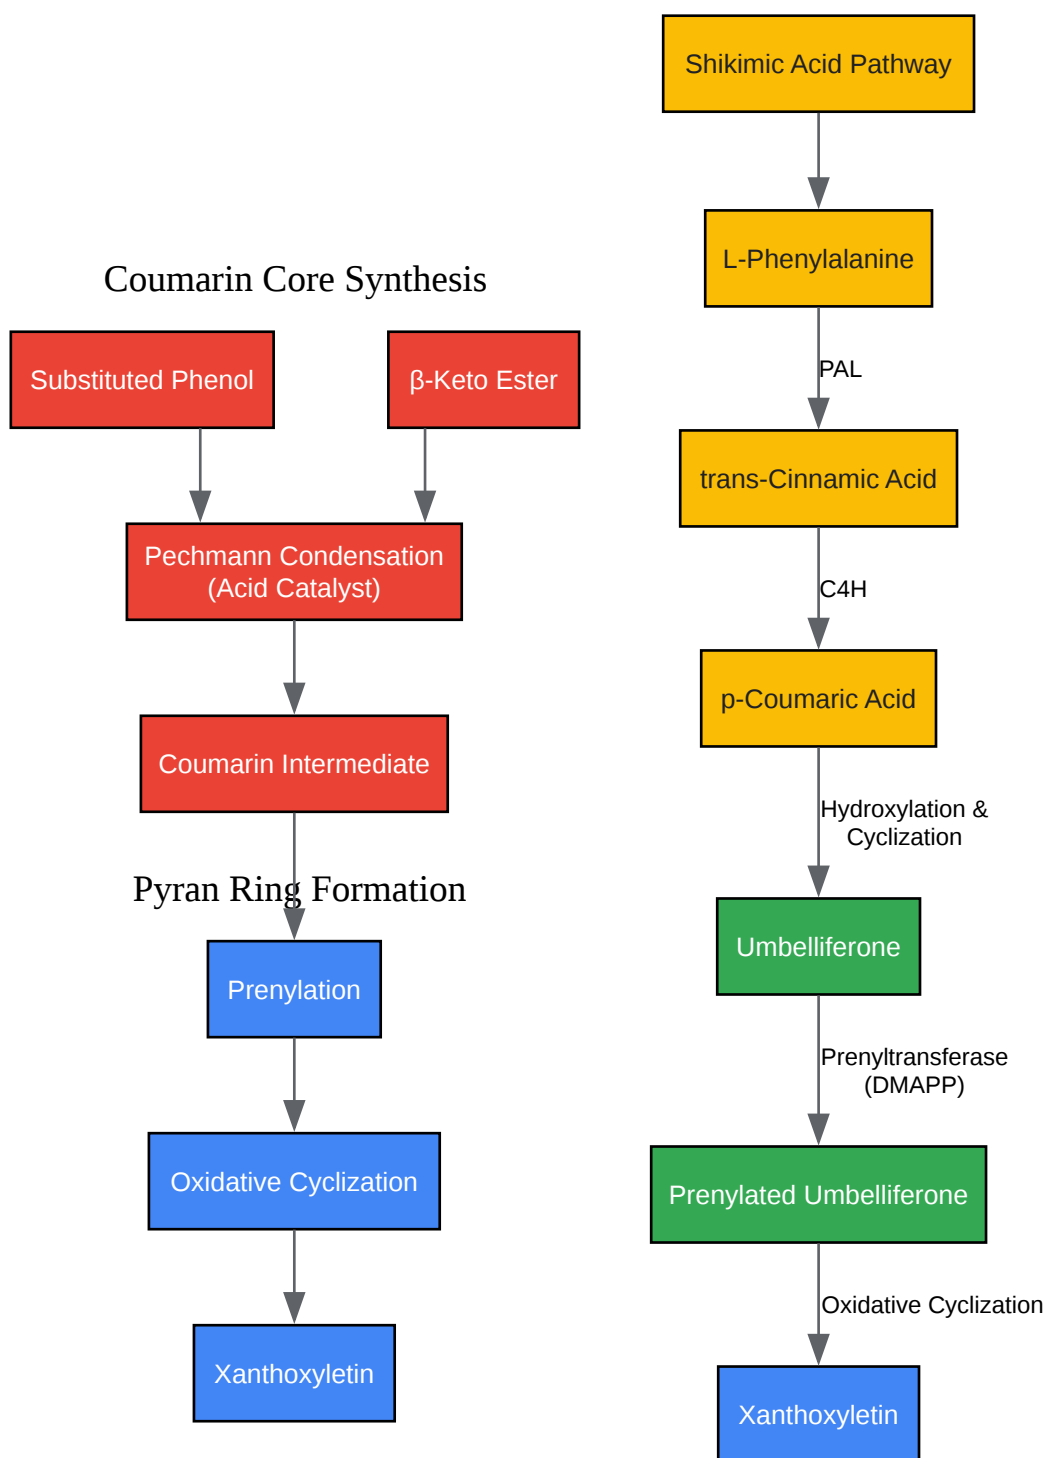 Coumarin Core Synthesis
Substituted Phenol
β-Keto Ester
Pechmann Condensation
(Acid Catalyst)
Coumarin Intermediate
Pyran Ring Formation
Prenylation
Oxidative Cyclization
Xanthoxyletin
Shikimic Acid Pathway
L-Phenylalanine
PAL
trans-Cinnamic Acid
C4H
p-Coumaric Acid
Hydroxylation &
Cyclization
Umbelliferone
Prenyltransferase
(DMAPP)
Prenylated Umbelliferone
Oxidative Cyclization
Xanthoxyletin